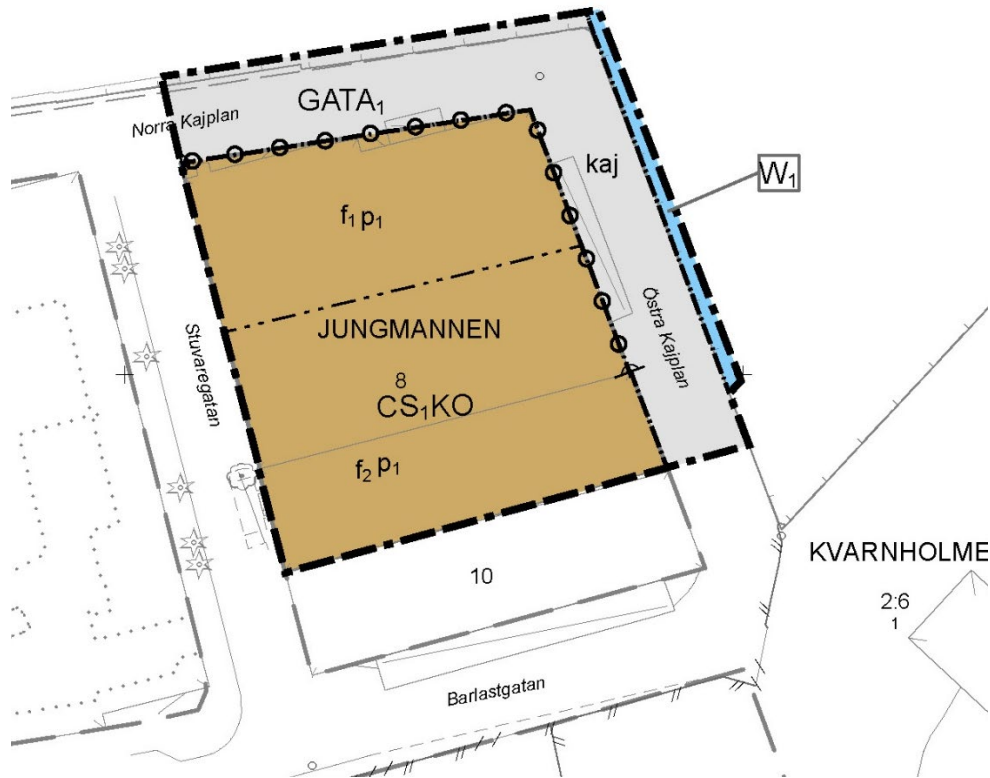 GATA₁
Norra Kajplan
kaj
W₁
f₁ p₁
Östra Kajplan
JUNGMANNEN
Stuvaregatan
8
CS₁KO
f₂ p₁
10
KVARNHOLME
2:6
1
Barlastgatan